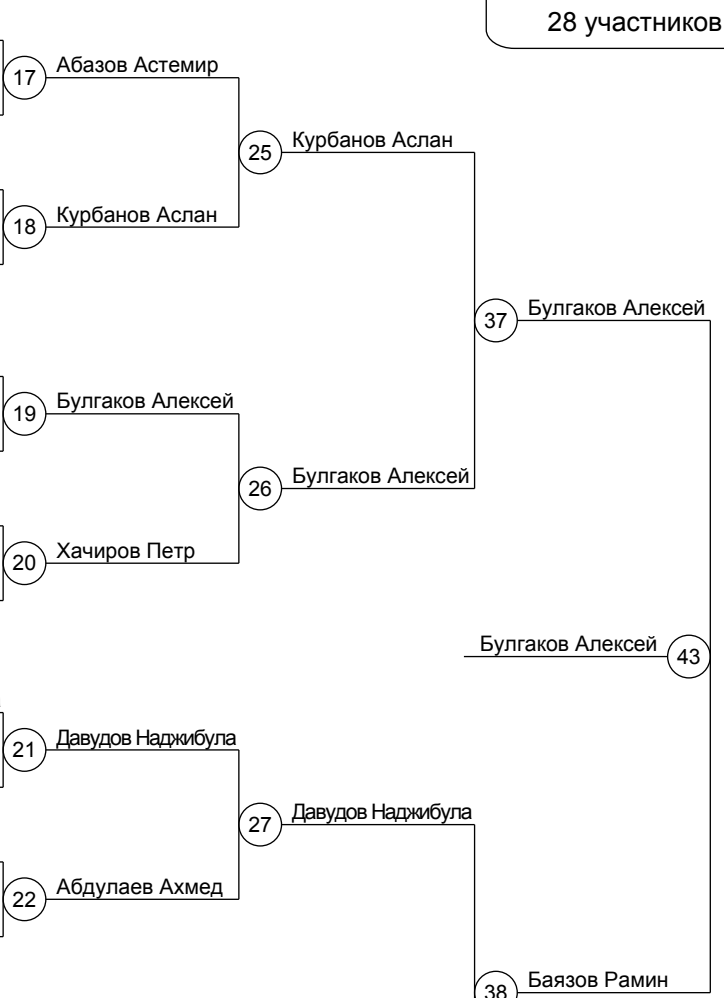 28 участников
17 Абазов Астемир
25 Курбанов Аслан
18 Курбанов Аслан
37 Булгаков Алексей
19 Булгаков Алексей
26 Булгаков Алексей
20 Хачиров Петр
Булгаков Алексей 43
21 Давудов Наджибула
27 Давудов Наджибула
22 Абдулаев Ахмед
38 Баязов Рамин